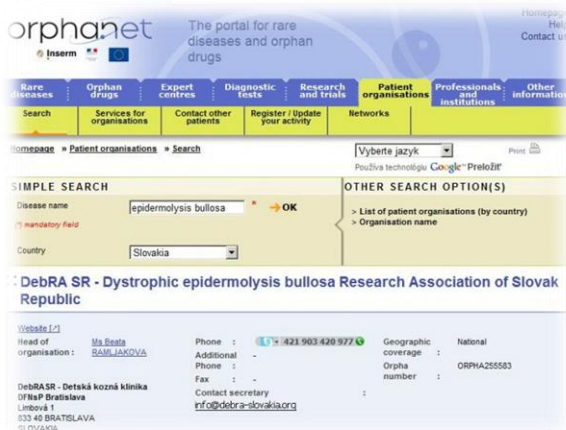 orphanet
The portal for rare
diseases and orphan
drugs
Inserm
Homepage
Help
Contact us
Rare diseases
Orphan drugs
Expert centres
Diagnostic tests
Research and trials
Patient organisations
Professionals and institutions
Other information
Search
Services for organisations
Contact other patients
Register / Update your activity
Networks
Homepage » Patient organisations » Search
Vyberte jazyk
Print
Používa technológiu Google™ Preložiť
SIMPLE SEARCH
Disease name epidermolysis bullosa * OK
(*) mandatory field
Country Slovakia
OTHER SEARCH OPTION(S)
> List of patient organisations (by country)
> Organisation name
DebRA SR - Dystrophic epidermolysis bullosa Research Association of Slovak
Republic
Website
Head of organisation : Ms Beata RAMLJAKOVA
DebRASR - Detská kozná klinika
DFNsP Bratislava
Limbová 1
833 40 BRATISLAVA
SLOVAKIA
Phone : 421 903 420 977
Additional Phone : -
Fax : -
Contact secretary :
info@debra-slovakia.org
Geographic coverage : National
Orpha number : ORPHA255583